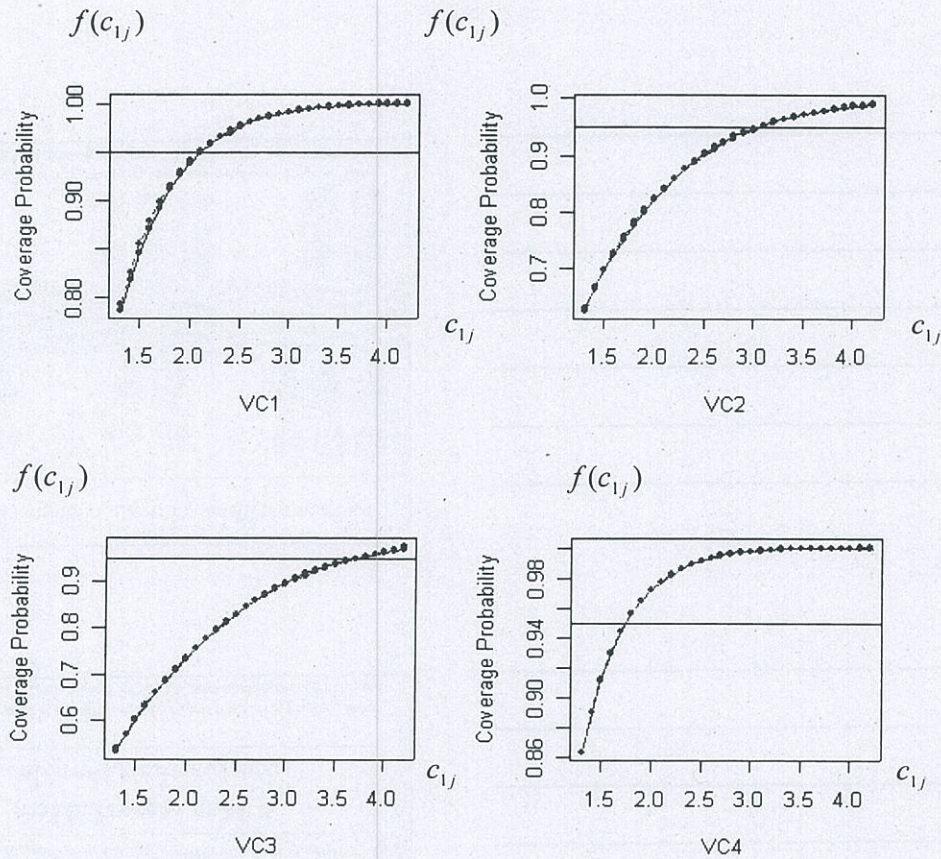 f(c1j)
f(c1j)
Coverage Probability
0.80 0.90 1.00
1.5 2.0 2.5 3.0 3.5 4.0
c1j
VC1
Coverage Probability
0.7 0.8 0.9 1.0
1.5 2.0 2.5 3.0 3.5 4.0
c1j
VC2
f(c1j)
f(c1j)
Coverage Probability
0.6 0.7 0.8 0.9
1.5 2.0 2.5 3.0 3.5 4.0
c1j
VC3
Coverage Probability
0.86 0.90 0.94 0.98
1.5 2.0 2.5 3.0 3.5 4.0
c1j
VC4